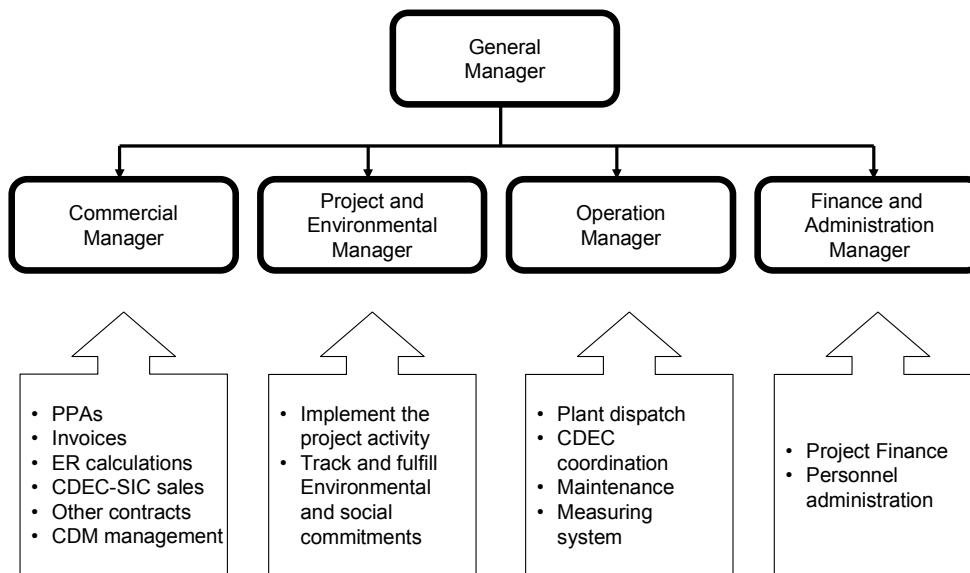 General
Manager
Commercial
Manager
Project and
Environmental
Manager
Operation
Manager
Finance and
Administration
Manager
• PPAs
• Invoices
• ER calculations
• CDEC-SIC sales
• Other contracts
• CDM management
• Implement the
project activity
• Track and fulfill
Environmental
and social
commitments
• Plant dispatch
• CDEC
coordination
• Maintenance
• Measuring
system
• Project Finance
• Personnel
administration